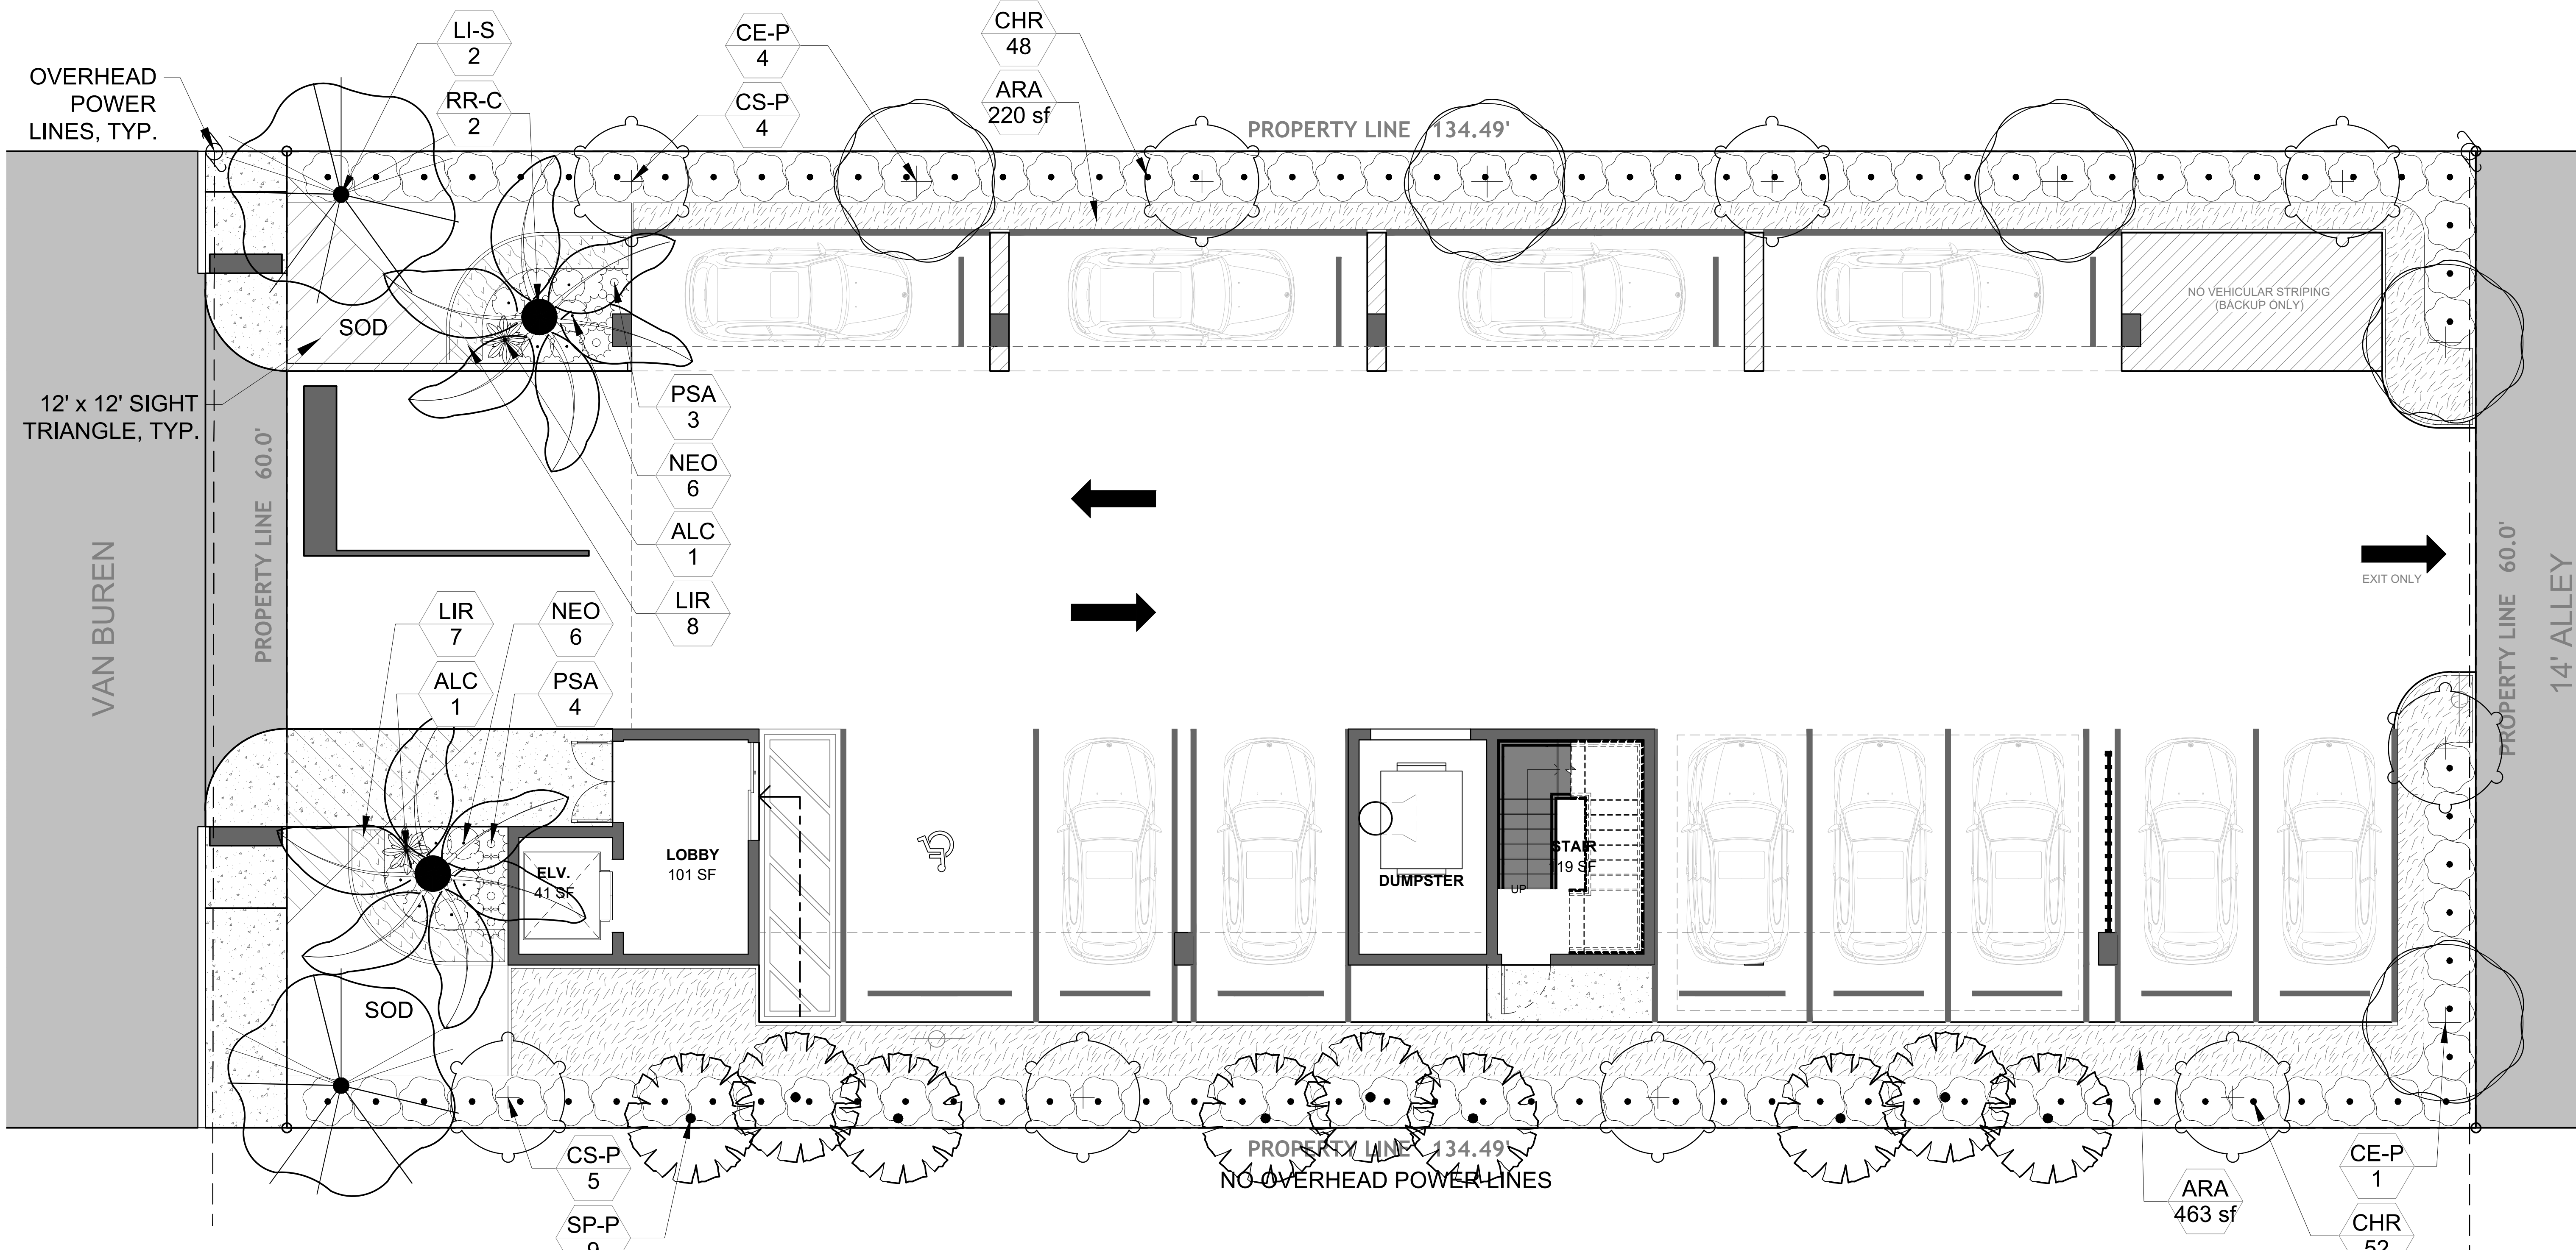 LI-S
2
RR-C
2
CE-P
4
CS-P
4
CHR
48
ARA
220 sf
OVERHEAD
POWER
LINES, TYP.
PROPERTY LINE 134.49'
SOD
NO VEHICULAR STRIPING
(BACKUP ONLY)
12' x 12' SIGHT
TRIANGLE, TYP.
PSA
3
NEO
6
ALC
1
LIR
8
VAN BUREN
PROPERTY LINE 60.0'
EXIT ONLY
PROPERTY LINE 60.0'
14' ALLEY
LIR
7
NEO
6
ALC
1
PSA
4
LOBBY
101 SF
ELV.
41 SF
DUMPSTER
STAIR
119 SF
UP
SOD
PROPERTY LINE 134.49'
NO OVERHEAD POWER LINES
CS-P
5
SP-P
9
CE-P
1
ARA
463 sf
CHR
52